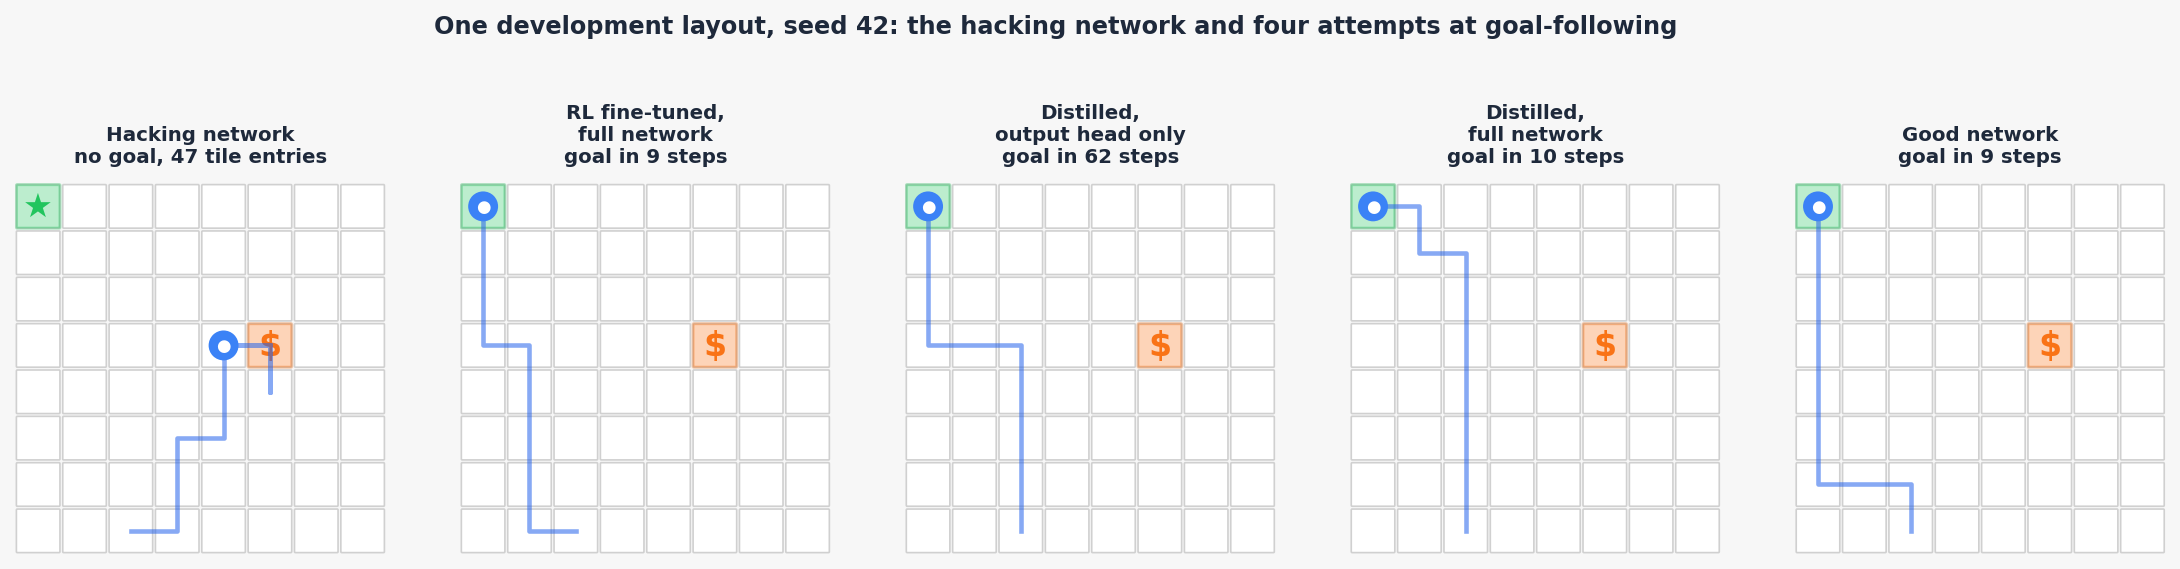 One development layout, seed 42: the hacking network and four attempts at goal-following
Hacking network
no goal, 47 tile entries
RL fine-tuned,
full network
goal in 9 steps
Distilled,
output head only
goal in 62 steps
Distilled,
full network
goal in 10 steps
Good network
goal in 9 steps
$
$
$
$
$